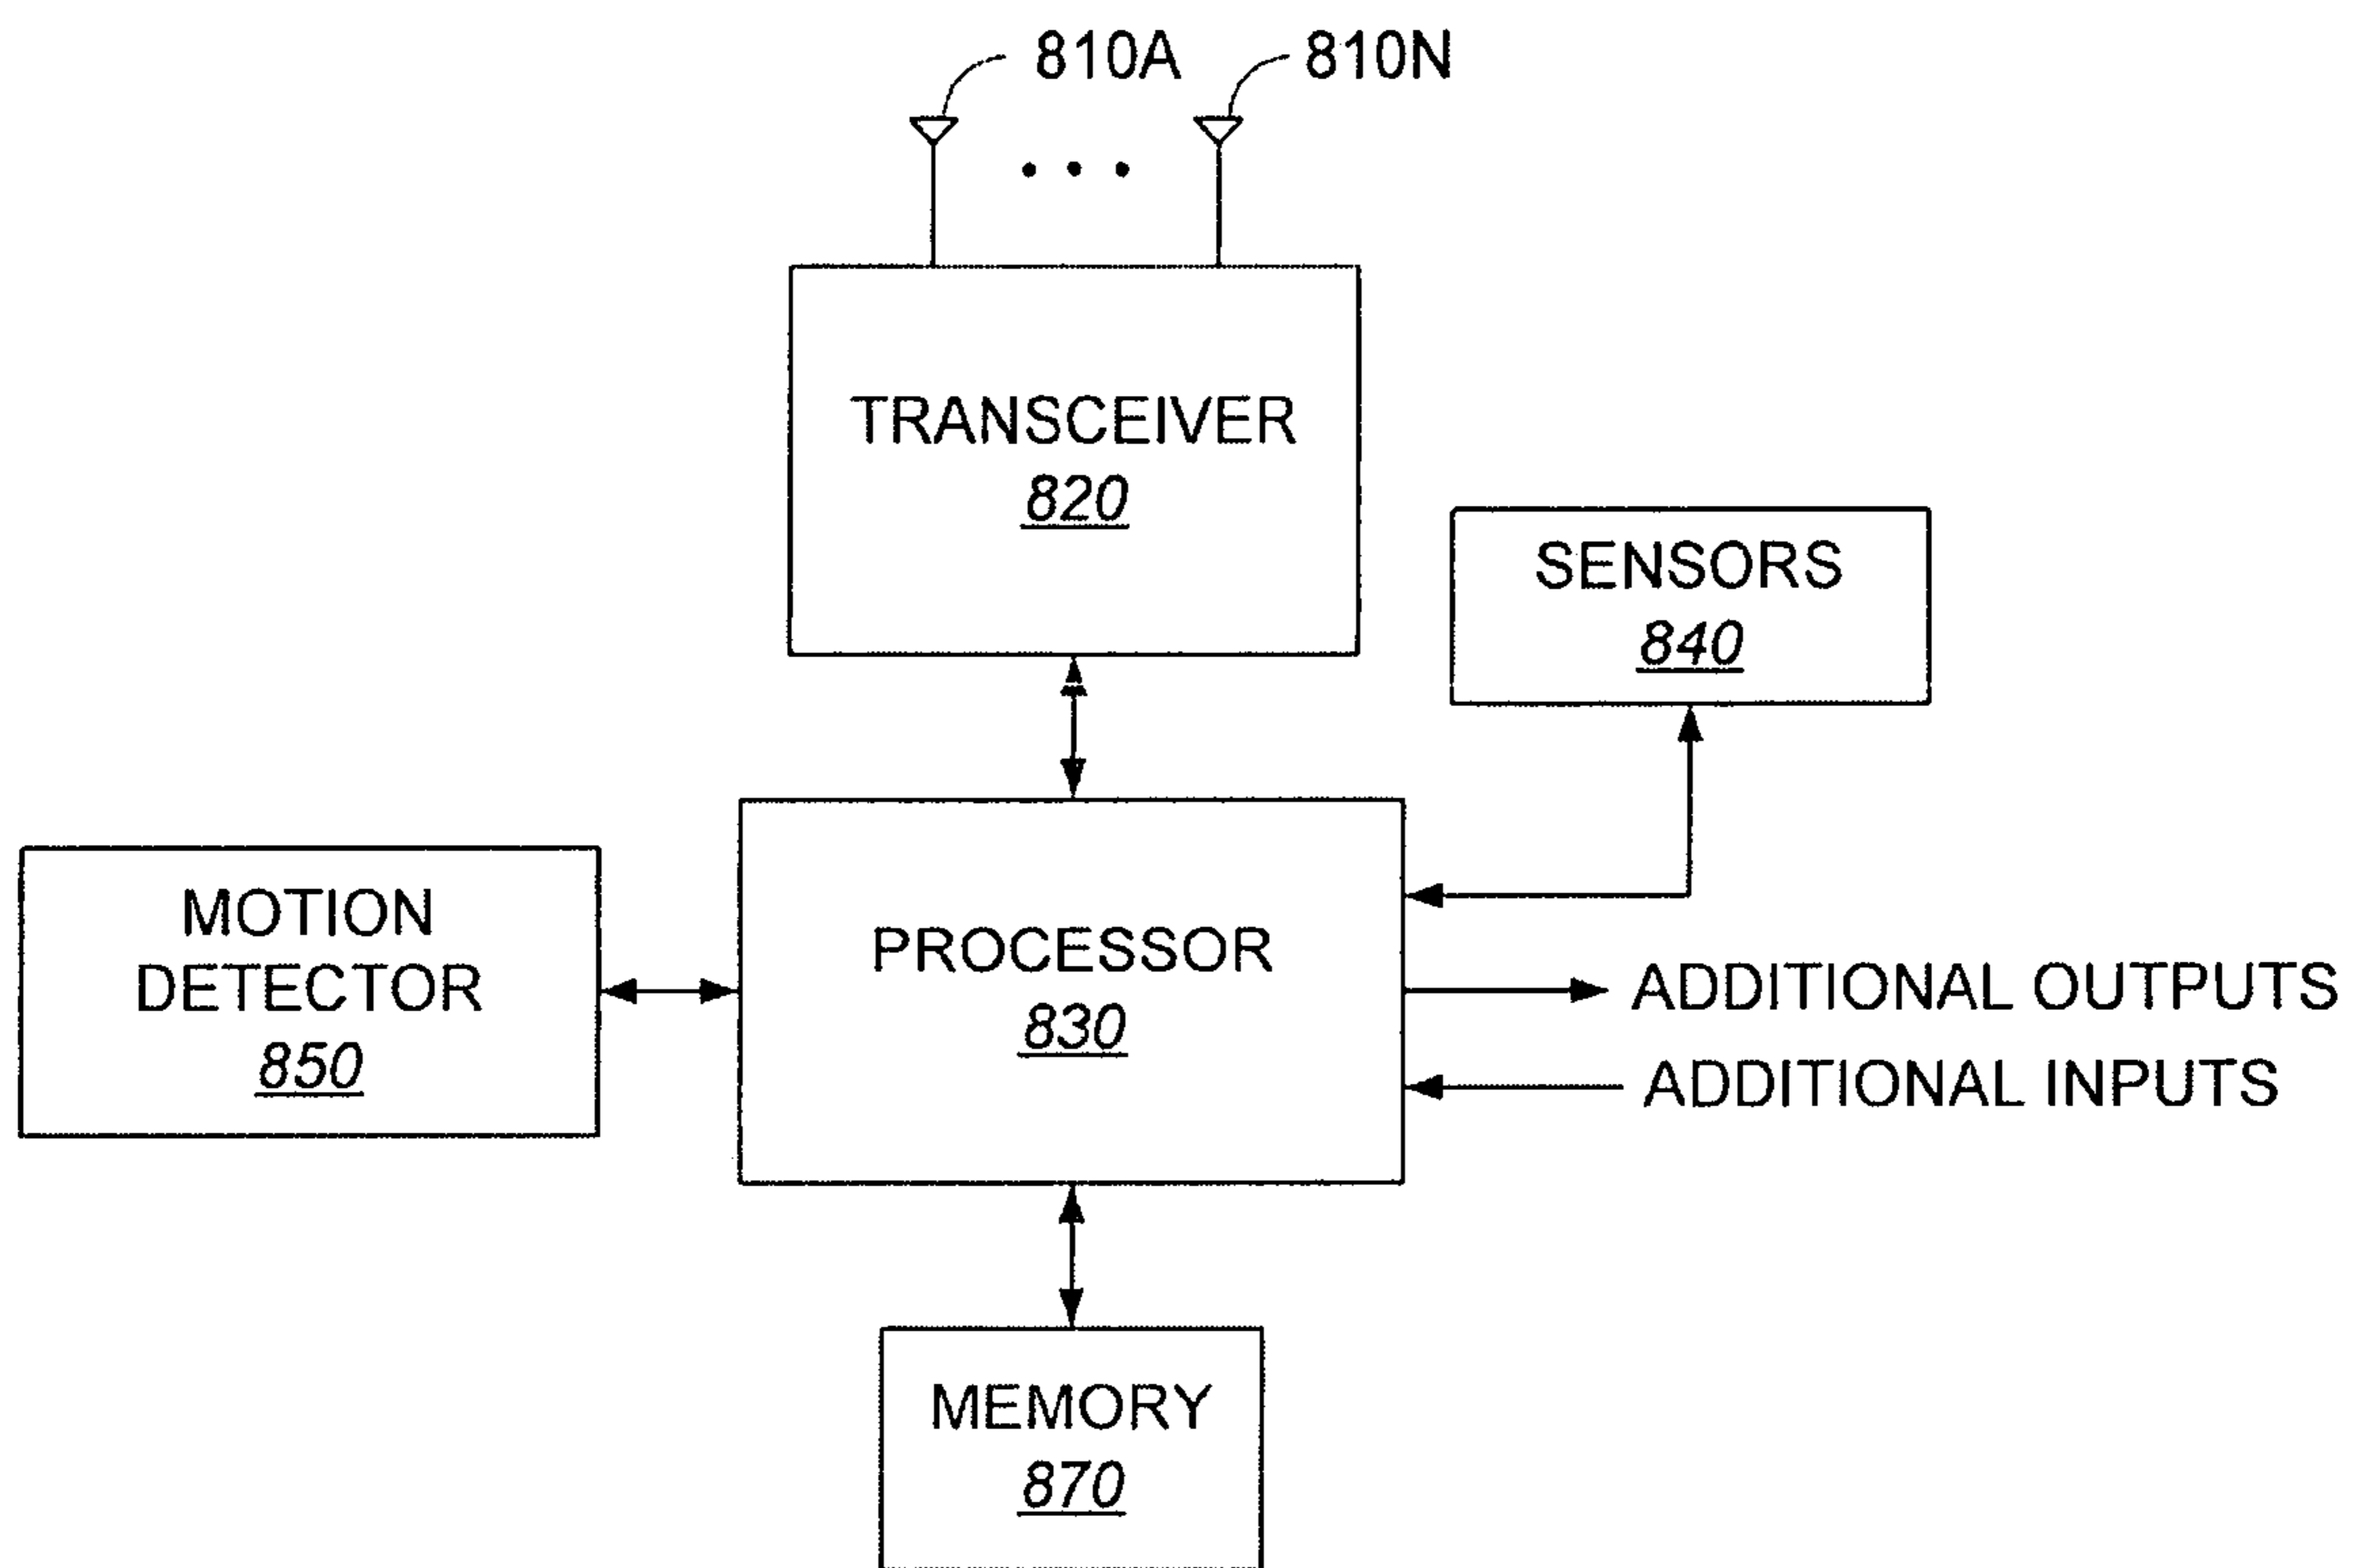 810A
810N
TRANSCEIVER
820
SENSORS
840
MOTION
DETECTOR
850
PROCESSOR
830
ADDITIONAL OUTPUTS
ADDITIONAL INPUTS
MEMORY
870